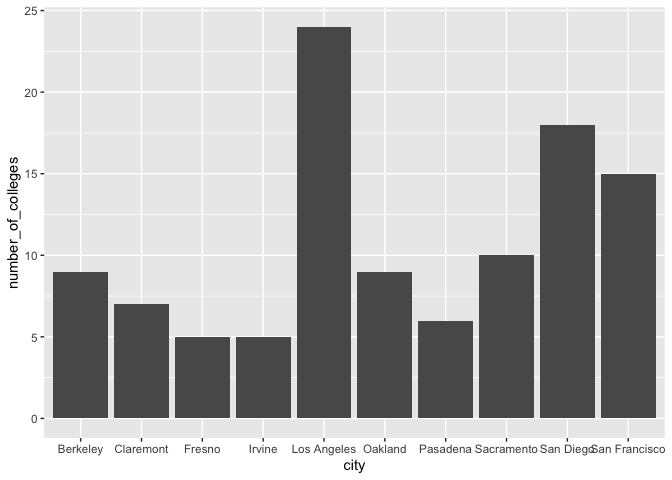 number_of_colleges
25
20
15
10
5
0
Berkeley Claremont Fresno Irvine Los Angeles Oakland Pasadena Sacramento San Diego San Francisco
city